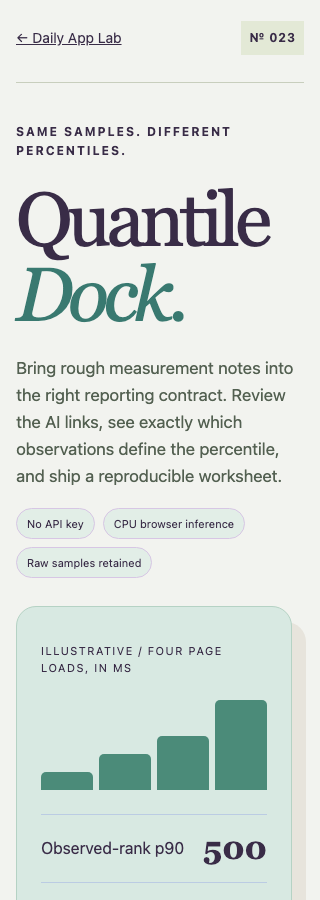 ← Daily App Lab
Nº 023
SAME SAMPLES. DIFFERENT
PERCENTILES.
Quantile
Dock.
Bring rough measurement notes into
the right reporting contract. Review
the AI links, see exactly which
observations define the percentile,
and ship a reproducible worksheet.
No API key
CPU browser inference
Raw samples retained
ILLUSTRATIVE / FOUR PAGE
LOADS, IN MS
Observed-rank p90
500